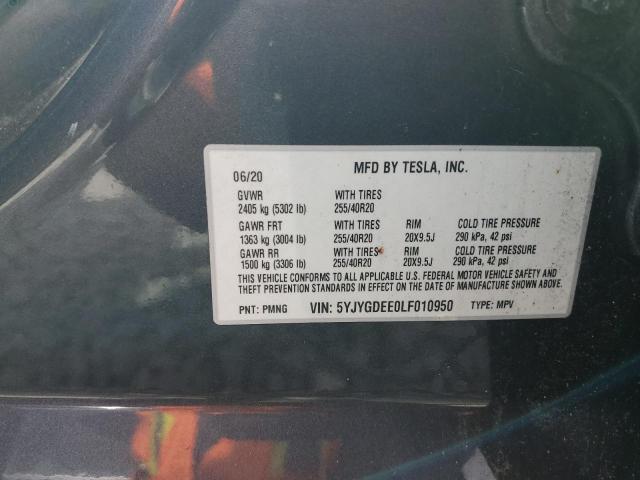 MFD BY TESLA, INC.
06/20
GVWR WITH TIRES
2405 kg (5302 lb) 255/40R20
GAWR FRT WITH TIRES RIM COLD TIRE PRESSURE
1363 kg (3004 lb) 255/40R20 20X9.5J 290 kPa, 42 psi
GAWR RR WITH TIRES RIM COLD TIRE PRESSURE
1500 kg (3306 lb) 255/40R20 20X9.5J 290 kPa, 42 psi
THIS VEHICLE CONFORMS TO ALL APPLICABLE U.S. FEDERAL MOTOR VEHICLE SAFETY AND
THEFT PREVENTION STANDARDS IN EFFECT ON THE DATE OF MANUFACTURE SHOWN ABOVE.
PNT: PMNG VIN: 5YJYGDEE0LF010950 TYPE: MPV